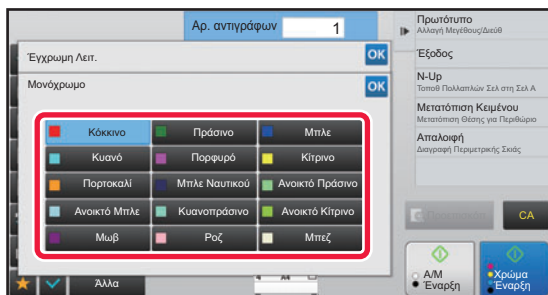 Αρ. αντιγράφων 1
Έγχρωμη Λειτ. OK
Μονόχρωμο OK
Κόκκινο Πράσινο Μπλε
Κυανό Πορφυρό Κίτρινο
Πορτοκαλί Μπλε Ναυτικού Ανοικτό Πράσινο
Ανοικτό Μπλε Κυανοπράσινο Ανοικτό Κίτρινο
Μωβ Ροζ Μπεζ
Άλλα
A4
Πρωτότυπο
Αλλαγή Μεγέθους/Διεύθ
Έξοδος
N-Up
Τοποθ Πολλαπλών Σελ στη Σελ Α
Μετατόπιση Κειμένου
Μετατόπιση Θέσης για Περιθώριο
Απαλοιφή
Διαγραφή Περιμετρικής Σκιάς
CA
Α/Μ
Έναρξη
Χρώμα
Έναρξη